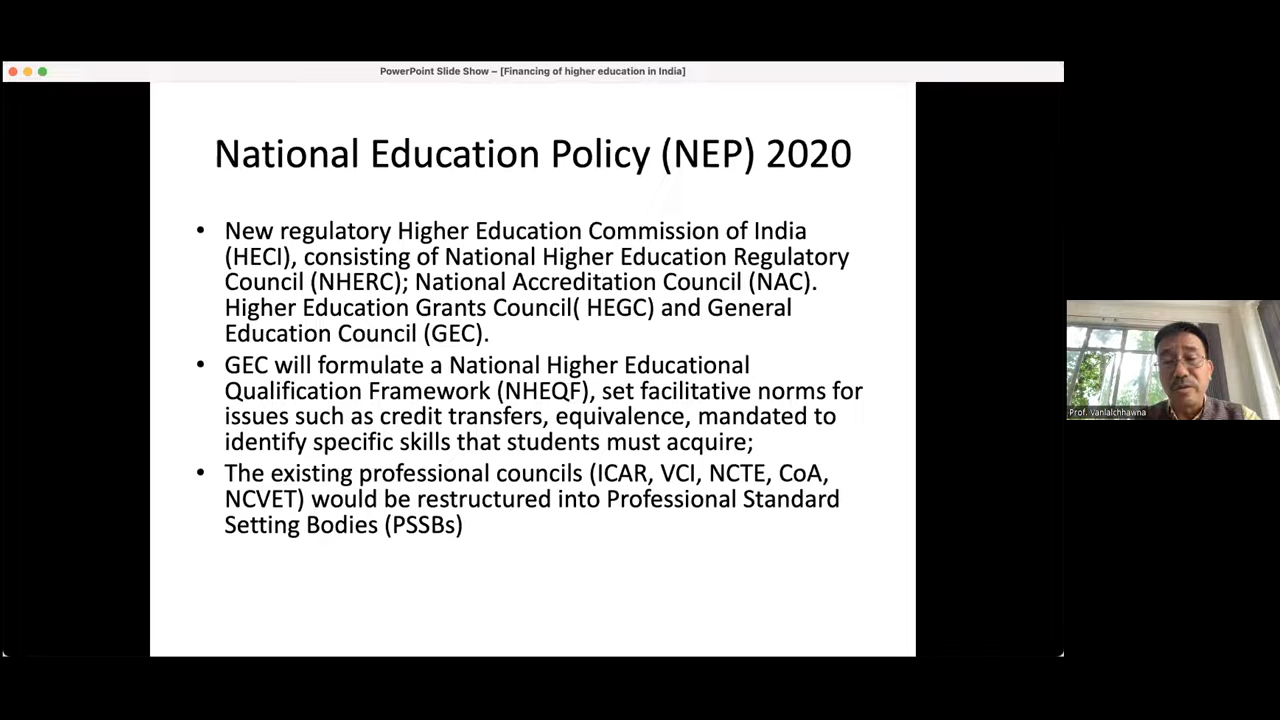 PowerPoint Slide Show – [Financing of higher education in India]
National Education Policy (NEP) 2020
• New regulatory Higher Education Commission of India
(HECI), consisting of National Higher Education Regulatory
Council (NHERC); National Accreditation Council (NAC).
Higher Education Grants Council( HEGC) and General
Education Council (GEC).
• GEC will formulate a National Higher Educational
Qualification Framework (NHEQF), set facilitative norms for
issues such as credit transfers, equivalence, mandated to
identify specific skills that students must acquire;
• The existing professional councils (ICAR, VCI, NCTE, CoA,
NCVET) would be restructured into Professional Standard
Setting Bodies (PSSBs)
Prof. Vanlalchhawna